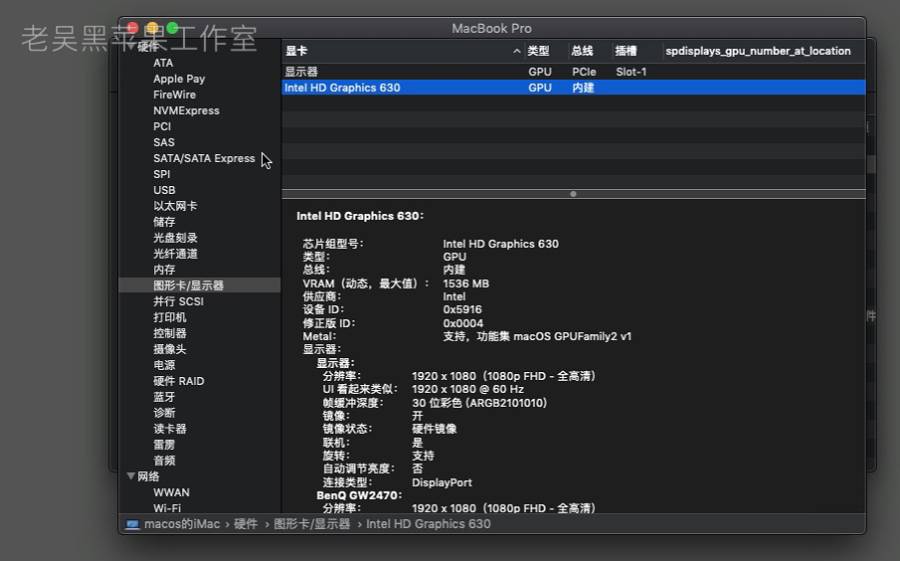 老吴黑苹果工作室
MacBook Pro
硬件
ATA
Apple Pay
FireWire
NVMExpress
PCI
SAS
SATA/SATA Express
SPI
USB
以太网卡
储存
光盘刻录
光纤通道
内存
图形卡/显示器
并行 SCSI
打印机
控制器
摄像头
电源
硬件 RAID
蓝牙
诊断
读卡器
雷雳
音频
网络
WWAN
Wi-Fi
显卡 类型 总线 插槽 spdisplays_gpu_number_at_location
显示器 GPU PCIe Slot-1
Intel HD Graphics 630 GPU 内建
Intel HD Graphics 630：
芯片组型号： Intel HD Graphics 630
类型： GPU
总线： 内建
VRAM（动态，最大值）： 1536 MB
供应商： Intel
设备 ID： 0x5916
修正版 ID： 0x0004
Metal： 支持，功能集 macOS GPUFamily2 v1
显示器：
显示器：
分辨率： 1920 x 1080（1080p FHD - 全高清）
UI 看起来类似： 1920 x 1080 @ 60 Hz
帧缓冲深度： 30 位彩色 (ARGB2101010)
镜像： 开
镜像状态： 硬件镜像
联机： 是
旋转： 支持
自动调节亮度： 否
连接类型： DisplayPort
BenQ GW2470：
分辨率： 1920 x 1080（1080p FHD - 全高清）
macos的iMac › 硬件 › 图形卡/显示器 › Intel HD Graphics 630
件